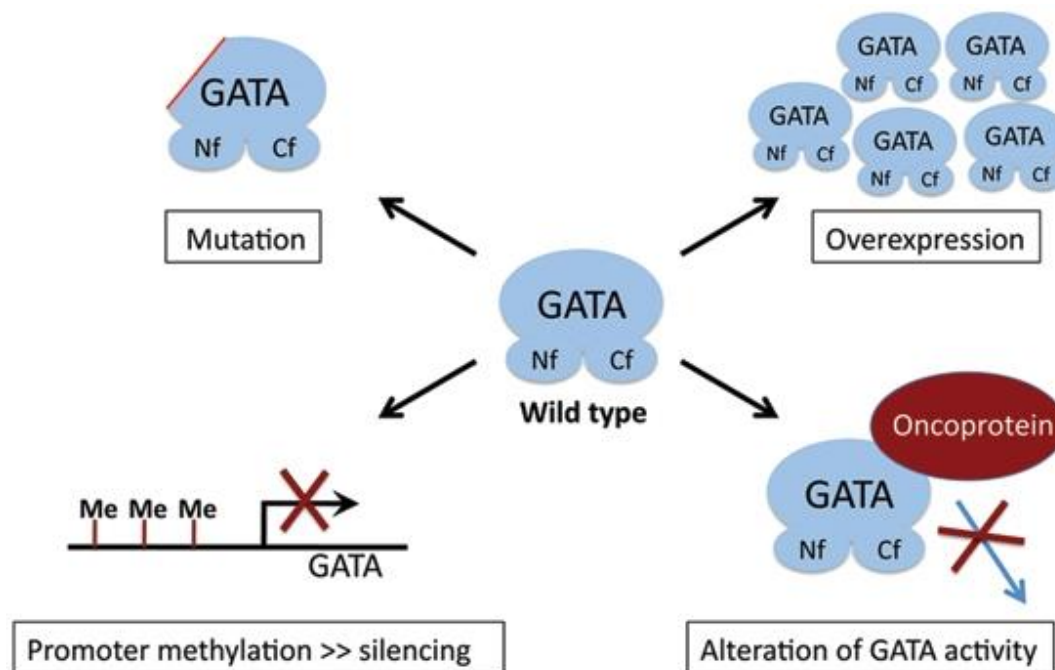 GATA
Nf Cf
Mutation
GATA
Nf Cf
GATA
Nf Cf
GATA
Nf Cf
GATA
Nf Cf
GATA
Nf Cf
Overexpression
GATA
Nf Cf
Wild type
Me Me Me
GATA
Promoter methylation >> silencing
Oncoprotein
GATA
Nf Cf
Alteration of GATA activity